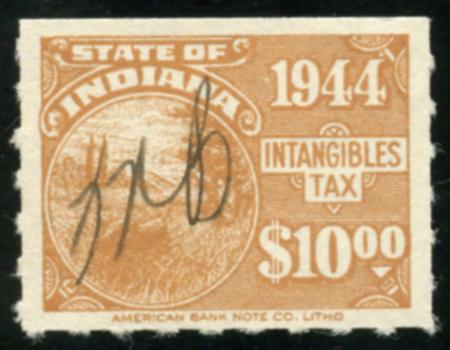 STATE OF
INDIANA
1944
INTANGIBLES
TAX
$10.00
AMERICAN BANK NOTE CO. LITHO